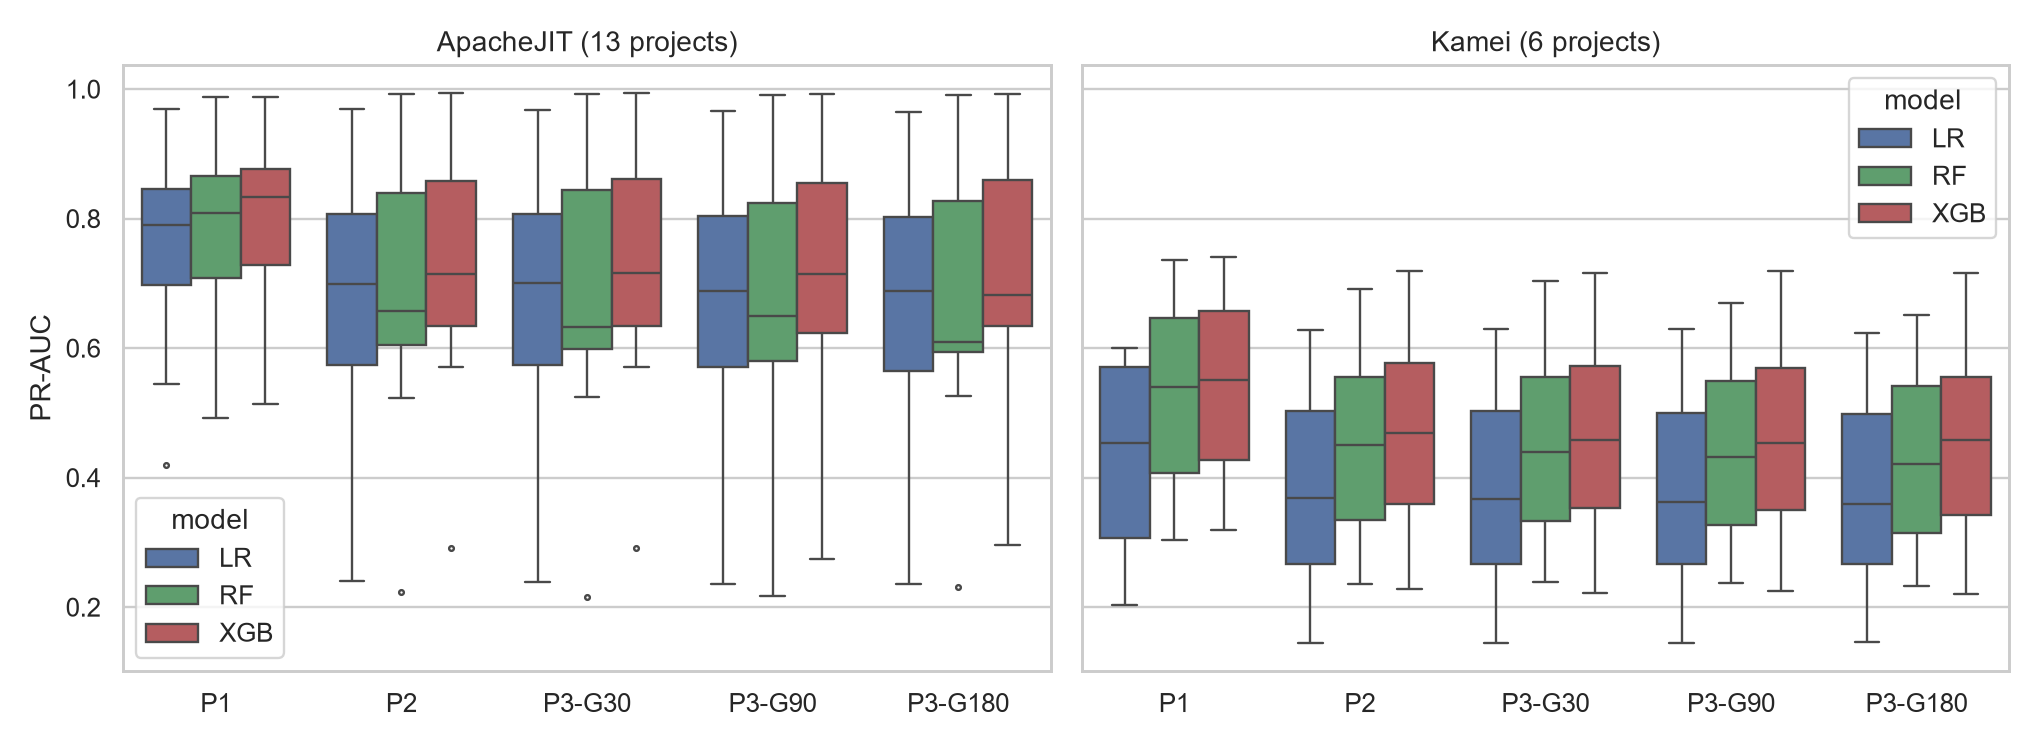 ApacheJIT (13 projects)
Kamei (6 projects)
PR-AUC
1.0
0.8
0.6
0.4
0.2
model
LR
RF
XGB
model
LR
RF
XGB
P1
P2
P3-G30
P3-G90
P3-G180
P1
P2
P3-G30
P3-G90
P3-G180